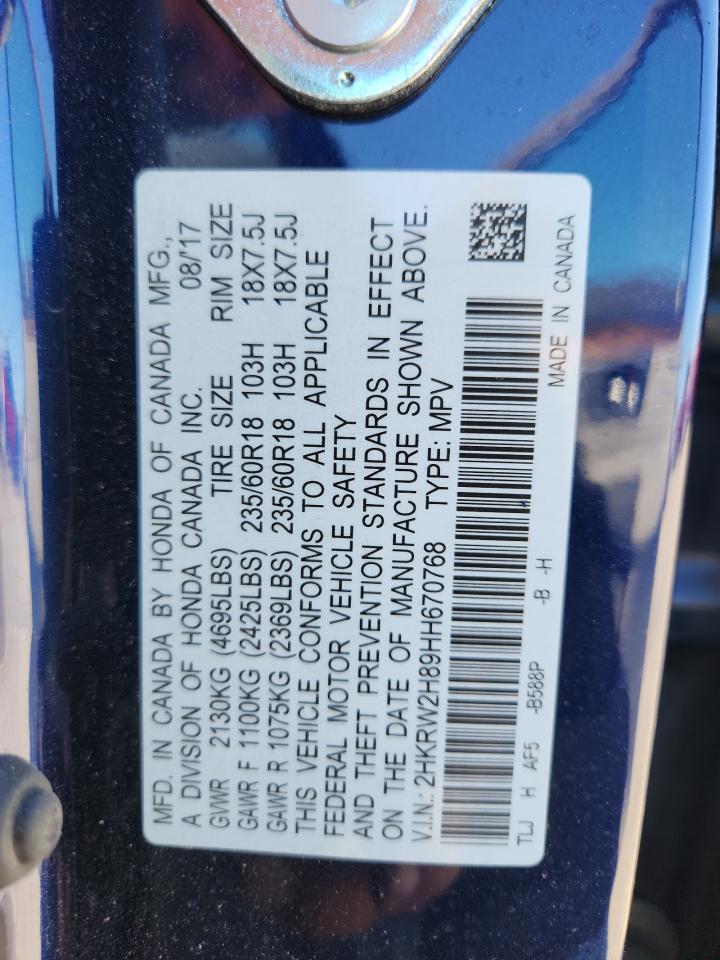 MFD. IN CANADA BY HONDA OF CANADA MFG.,
A DIVISION OF HONDA CANADA INC. 08/'17
GVWR 2130KG (4695LBS) TIRE SIZE RIM SIZE
GAWR F 1100KG (2425LBS) 235/60R18 103H 18X7.5J
GAWR R 1075KG (2369LBS) 235/60R18 103H 18X7.5J
THIS VEHICLE CONFORMS TO ALL APPLICABLE
FEDERAL MOTOR VEHICLE SAFETY
AND THEFT PREVENTION STANDARDS IN EFFECT
ON THE DATE OF MANUFACTURE SHOWN ABOVE.
V.I.N.: 2HKRW2H89HH670768 TYPE: MPV
TLJ H AF5 -B588P -B -H MADE IN CANADA